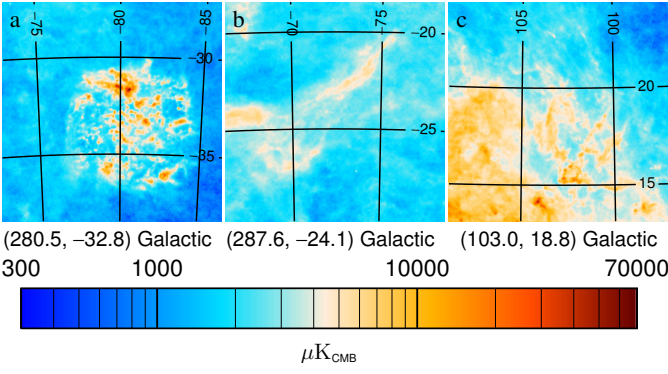 a
−75
−80
−85
−30
−35
b
−70
−75
−20
−25
c
105
100
20
15
(280.5, −32.8) Galactic
(287.6, −24.1) Galactic
(103.0, 18.8) Galactic
300 1000 10000 70000
μK_CMB